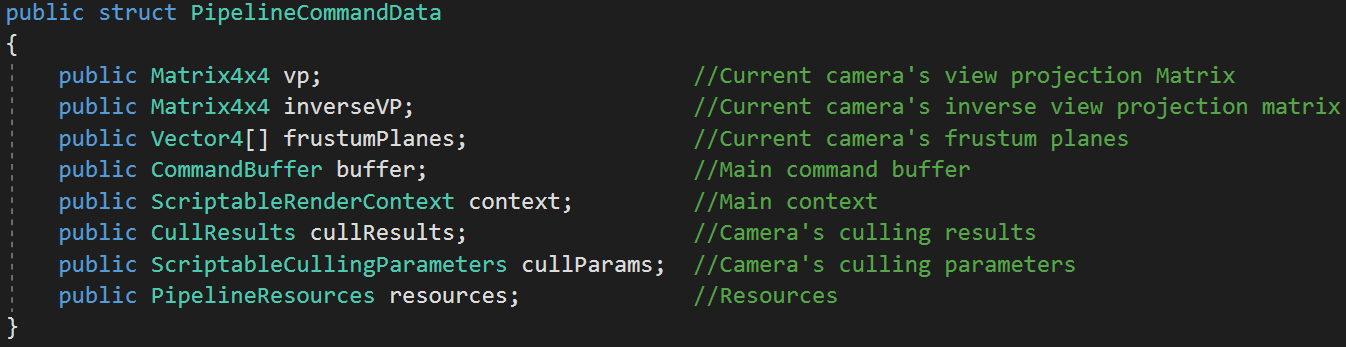 public struct PipelineCommandData
{
    public Matrix4x4 vp;                            //Current camera's view projection Matrix
    public Matrix4x4 inverseVP;                     //Current camera's inverse view projection matrix
    public Vector4[] frustumPlanes;                 //Current camera's frustum planes
    public CommandBuffer buffer;                    //Main command buffer
    public ScriptableRenderContext context;         //Main context
    public CullResults cullResults;                 //Camera's culling results
    public ScriptableCullingParameters cullParams;  //Camera's culling parameters
    public PipelineResources resources;             //Resources
}